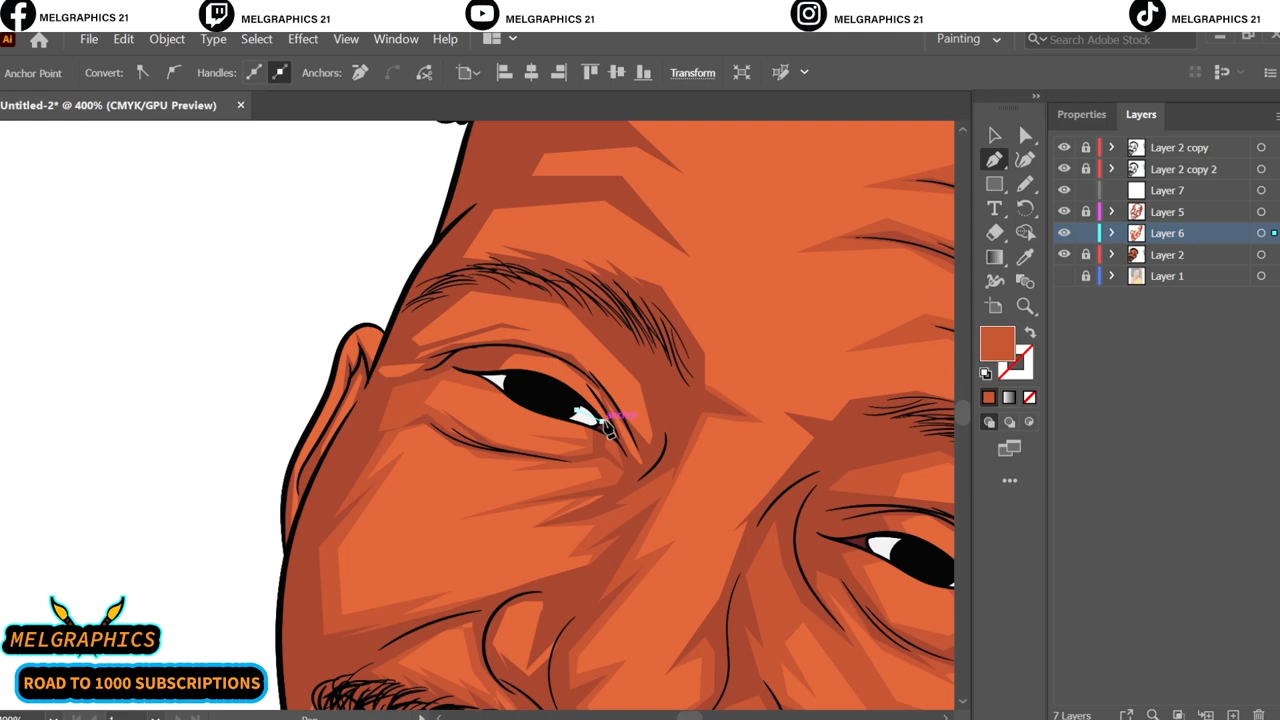 MELGRAPHICS 21
MELGRAPHICS 21
MELGRAPHICS 21
MELGRAPHICS 21
MELGRAPHICS 21
Ai
File Edit Object Type Select Effect View Window Help
Painting
Search Adobe Stock
Anchor Point
Convert:
Handles:
Anchors:
Transform
Untitled-2* @ 400% (CMYK/GPU Preview)
Properties
Layers
Layer 2 copy
Layer 2 copy 2
Layer 7
Layer 5
Layer 6
Layer 2
Layer 1
MELGRAPHICS
ROAD TO 1000 SUBSCRIPTIONS
7 Layers